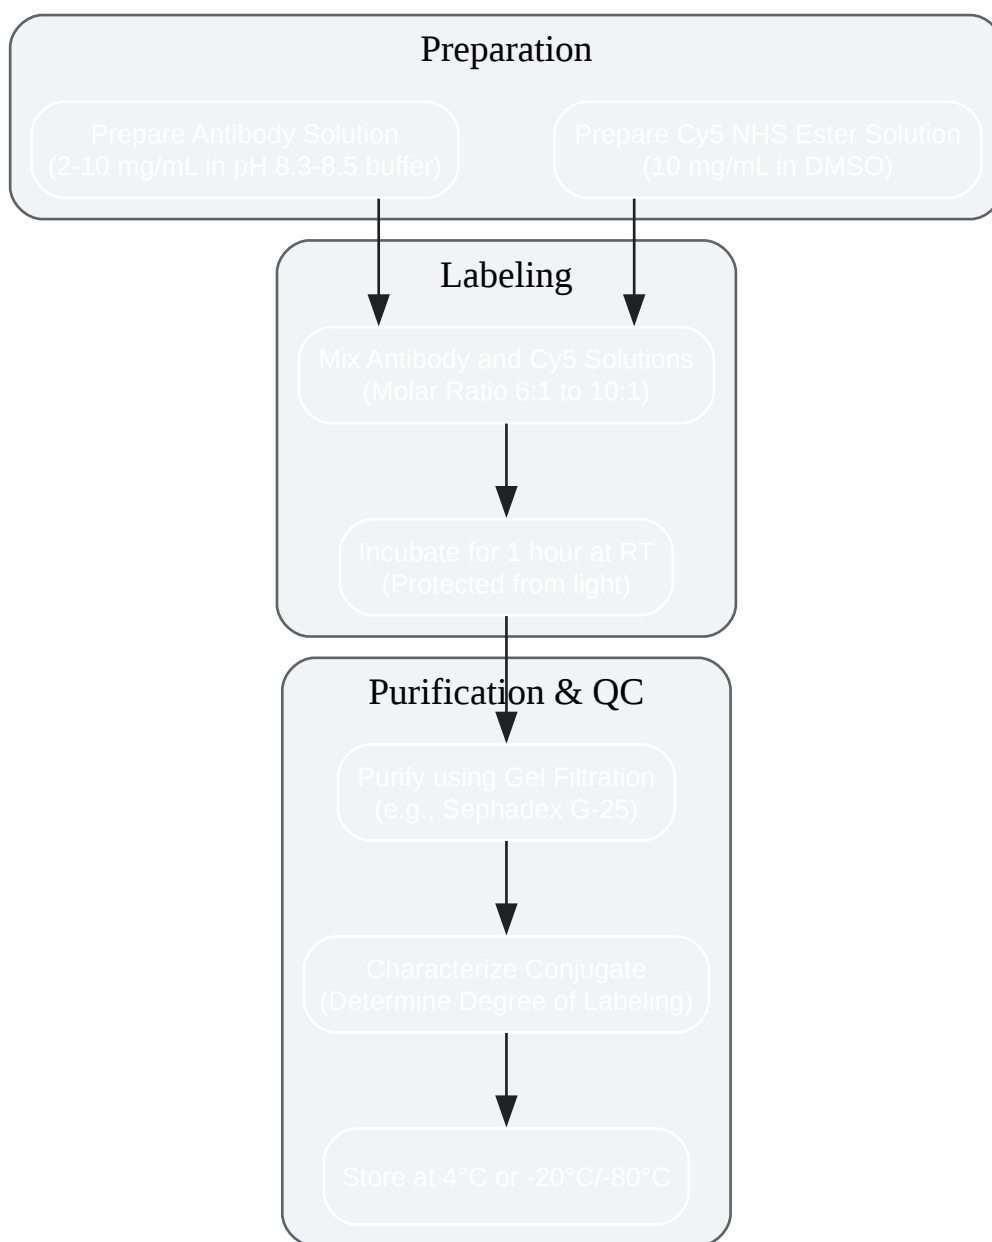 Preparation
Prepare Antibody Solution
(2-10 mg/mL in pH 8.3-8.5 buffer)
Prepare Cy5 NHS Ester Solution
(10 mg/mL in DMSO)
Labeling
Mix Antibody and Cy5 Solutions
(Molar Ratio 6:1 to 10:1)
Incubate for 1 hour at RT
(Protected from light)
Purification & QC
Purify using Gel Filtration
(e.g., Sephadex G-25)
Characterize Conjugate
(Determine Degree of Labeling)
Store at 4°C or -20°C/-80°C